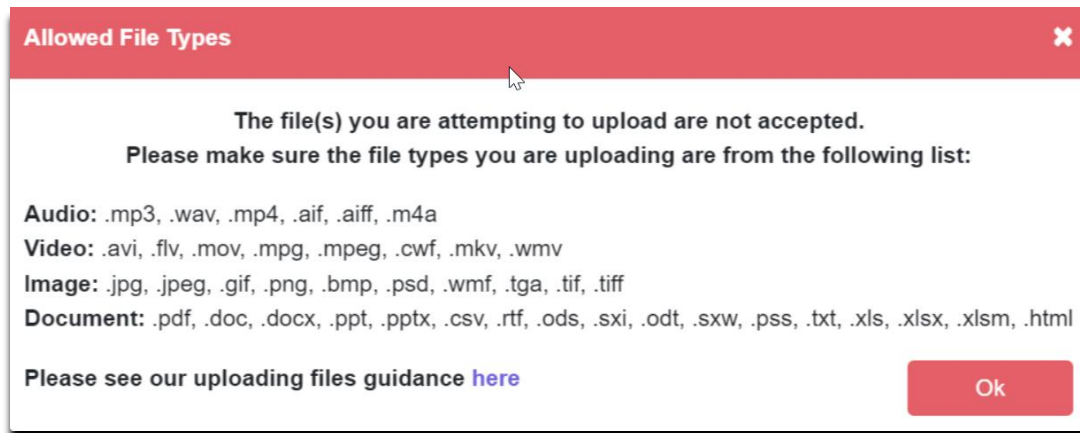 Allowed File Types
The file(s) you are attempting to upload are not accepted.
Please make sure the file types you are uploading are from the following list:
Audio: .mp3, .wav, .mp4, .aif, .aiff, .m4a
Video: .avi, .flv, .mov, .mpg, .mpeg, .cwf, .mkv, .wmv
Image: .jpg, .jpeg, .gif, .png, .bmp, .psd, .wmf, .tga, .tif, .tiff
Document: .pdf, .doc, .docx, .ppt, .pptx, .csv, .rtf, .ods, .sxi, .odt, .sxw, .pss, .txt, .xls, .xlsx, .xlsm, .html
Please see our uploading files guidance here
Ok